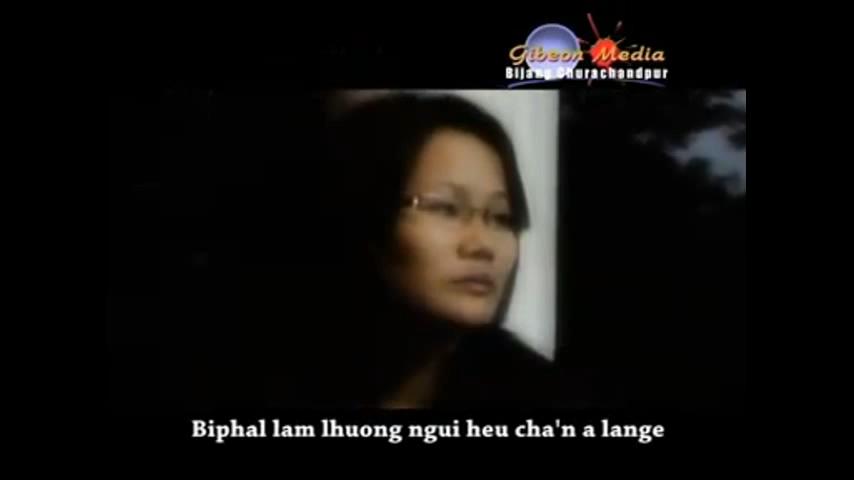 Gibeon Media
Bijang Churachandpur
Biphal lam lhuong ngui heu cha'n a lange